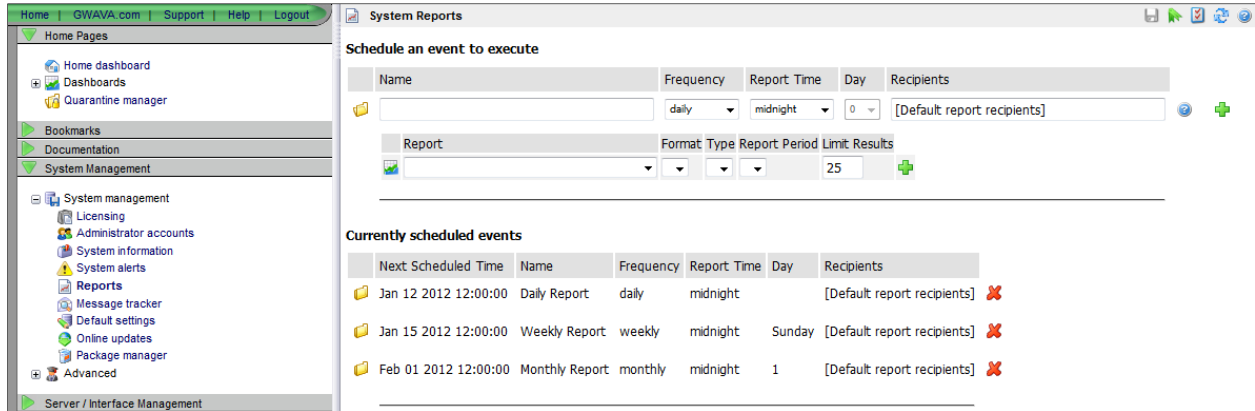 Home | GWAVA.com | Support | Help | Logout
Home Pages
Home dashboard
Dashboards
Quarantine manager
Bookmarks
Documentation
System Management
System management
Licensing
Administrator accounts
System information
System alerts
Reports
Message tracker
Default settings
Online updates
Package manager
Advanced
Server / Interface Management
System Reports
Schedule an event to execute
Name Frequency Report Time Day Recipients
daily midnight 0 [Default report recipients]
Report Format Type Report Period Limit Results
25
Currently scheduled events
Next Scheduled Time Name Frequency Report Time Day Recipients
Jan 12 2012 12:00:00 Daily Report daily midnight [Default report recipients]
Jan 15 2012 12:00:00 Weekly Report weekly midnight Sunday [Default report recipients]
Feb 01 2012 12:00:00 Monthly Report monthly midnight 1 [Default report recipients]